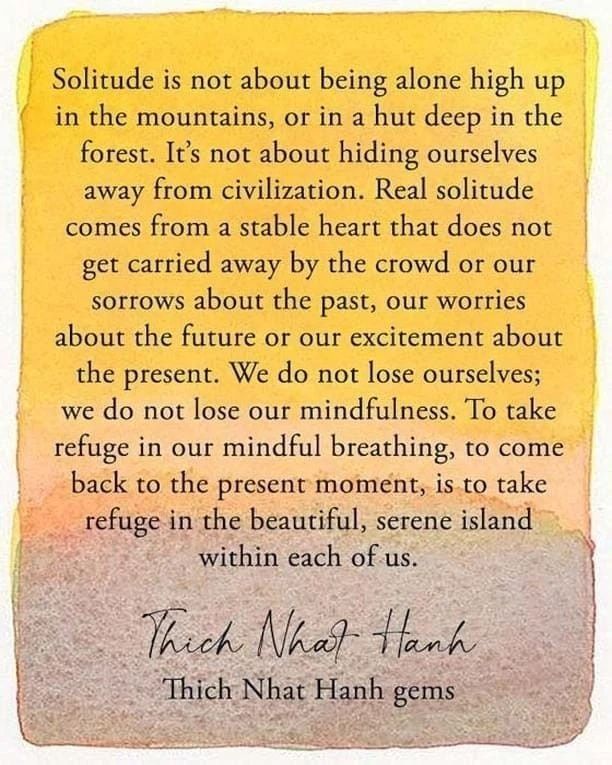 Solitude is not about being alone high up
in the mountains, or in a hut deep in the
forest. It's not about hiding ourselves
away from civilization. Real solitude
comes from a stable heart that does not
get carried away by the crowd or our
sorrows about the past, our worries
about the future or our excitement about
the present. We do not lose ourselves;
we do not lose our mindfulness. To take
refuge in our mindful breathing, to come
back to the present moment, is to take
refuge in the beautiful, serene island
within each of us.
Thich Nhat Hanh
Thich Nhat Hanh gems